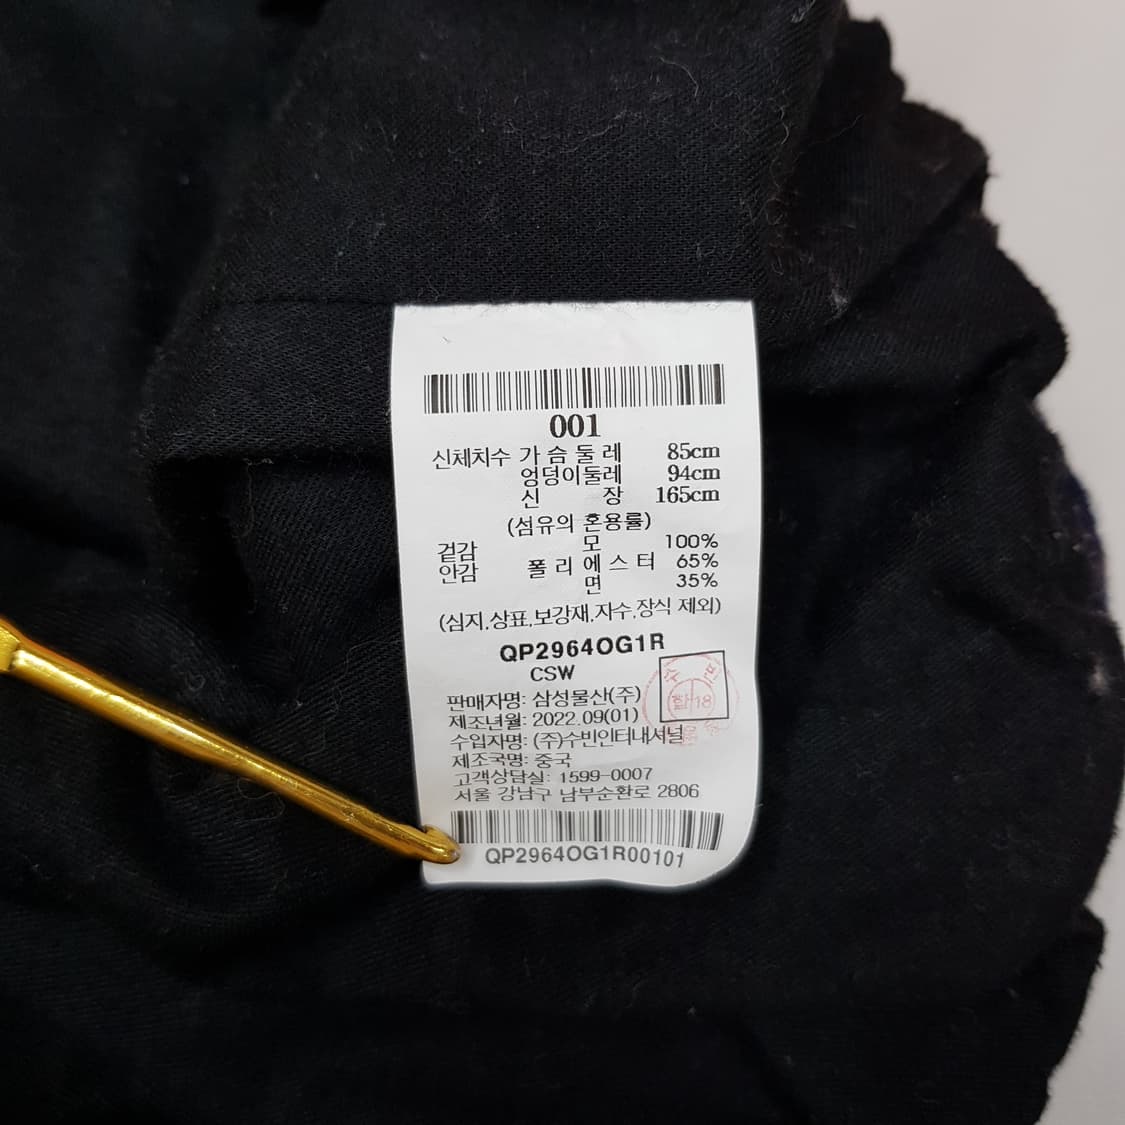 001
신체치수 가슴둘레 85cm
엉덩이둘레 94cm
신 장 165cm
(섬유의 혼용률)
겉감 모 100%
안감 폴리에스터 65%
면 35%
(심지,상표,보강재,자수,장식 제외)
QP2964OG1R
CSW
판매자명: 삼성물산(주)
제조년월: 2022.09(01)
수입자명: (주)수빈인터내셔널
제조국명: 중국
고객상담실: 1599-0007
서울 강남구 남부순환로 2806
QP2964OG1R00101
수빈
합 18